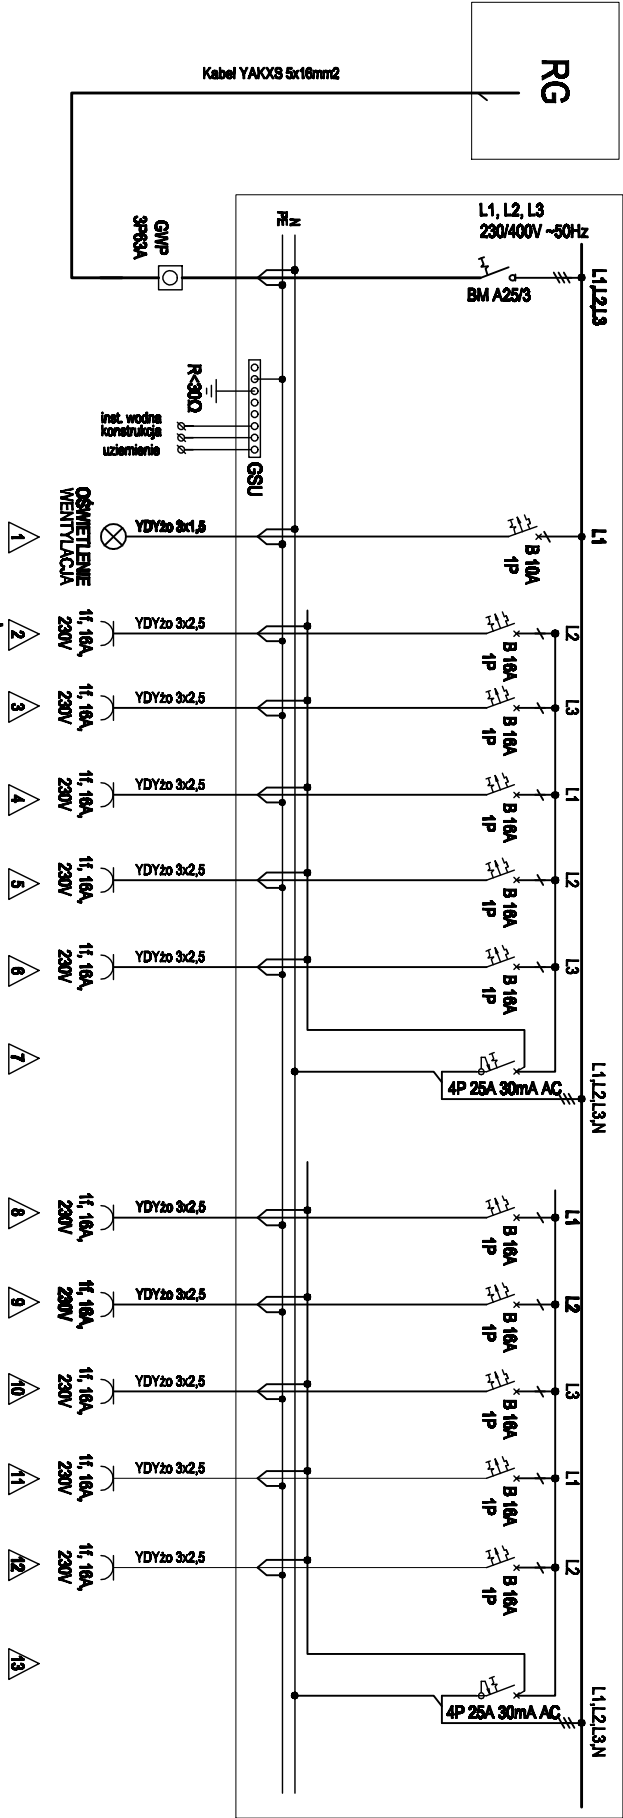 RG
Kabel YAKXS 5x16mm2
GWP
3P63A
N
PE
L1, L2, L3
230/400V ~50Hz
BM A25/3
L1,L2,L3
GSU
R<30Ω
inst. wodna
konstrukcja
uziemienie
L1
B 10A
1P
YDYżo 3x1,5
OŚWIETLENIE
WENTYLACJA
1
L2
B 16A
1P
YDYżo 3x2,5
1f, 16A,
230V
2
L3
B 16A
1P
YDYżo 3x2,5
1f, 16A,
230V
3
L1
B 16A
1P
YDYżo 3x2,5
1f, 16A,
230V
4
L2
B 16A
1P
YDYżo 3x2,5
1f, 16A,
230V
5
L3
B 16A
1P
YDYżo 3x2,5
1f, 16A,
230V
6
L1,L2,L3,N
4P 25A 30mA AC
7
L1
B 16A
1P
YDYżo 3x2,5
1f, 16A,
230V
8
L2
B 16A
1P
YDYżo 3x2,5
1f, 16A,
230V
9
L3
B 16A
1P
YDYżo 3x2,5
1f, 16A,
230V
10
L1
B 16A
1P
YDYżo 3x2,5
1f, 16A,
230V
11
L2
B 16A
1P
YDYżo 3x2,5
1f, 16A,
230V
12
L1,L2,L3,N
4P 25A 30mA AC
13